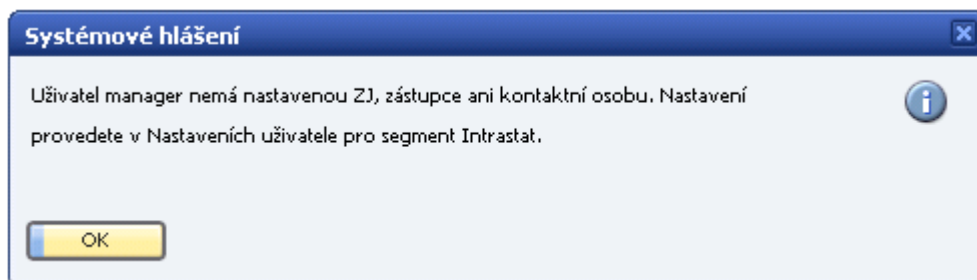 Systémové hlášení
Uživatel manager nemá nastavenou ZJ, zástupce ani kontaktní osobu. Nastavení
provedete v Nastaveních uživatele pro segment Intrastat.
OK